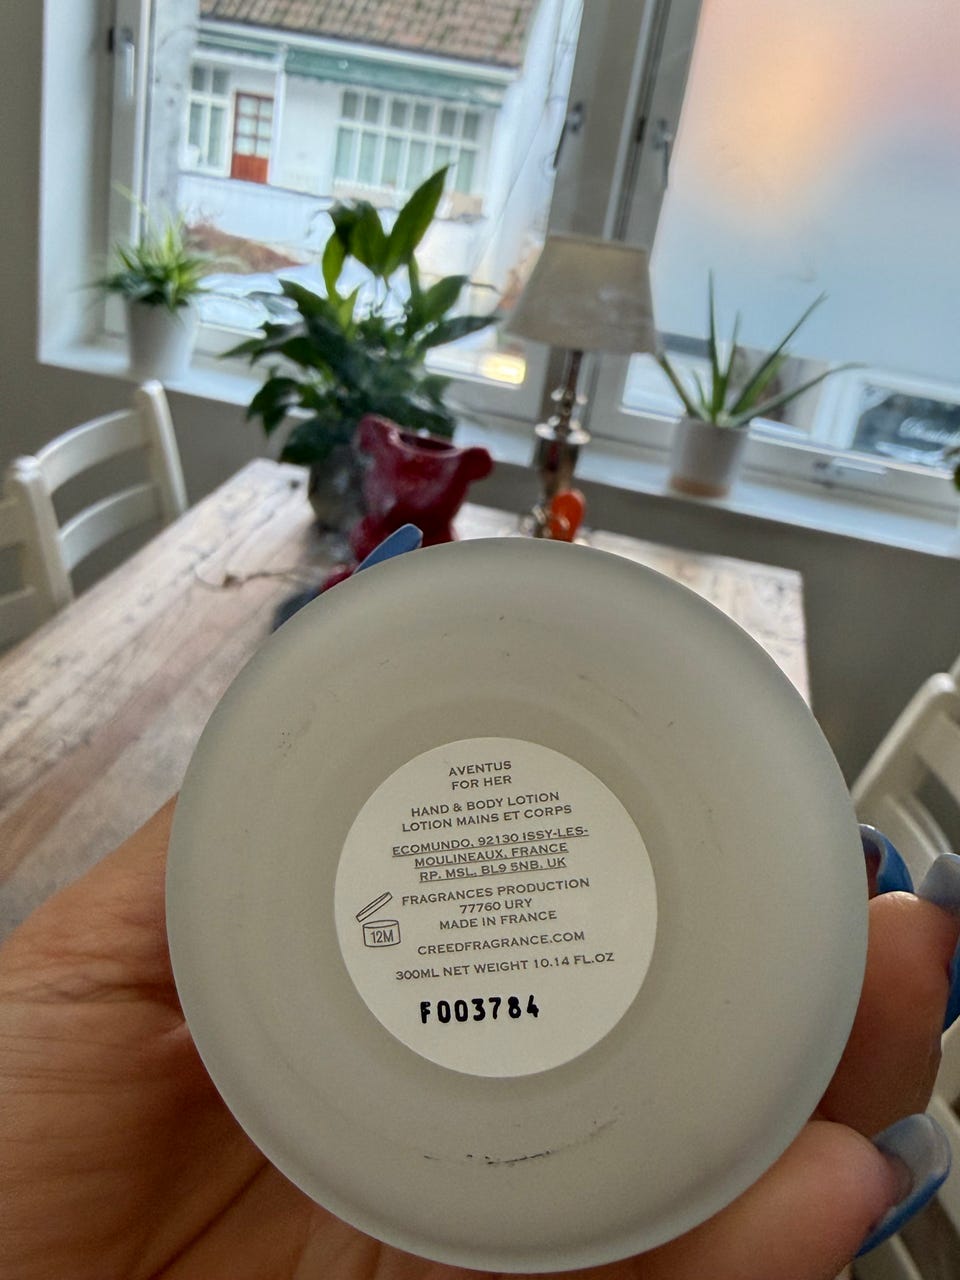 AVENTUS
FOR HER
HAND & BODY LOTION
LOTION MAINS ET CORPS
ECOMUNDO, 92130 ISSY-LES-
MOULINEAUX, FRANCE
RP. MSL, BL9 5NB, UK
FRAGRANCES PRODUCTION
77760 URY
MADE IN FRANCE
12M
CREEDFRAGRANCE.COM
300ML NET WEIGHT 10.14 FL.OZ
F003784